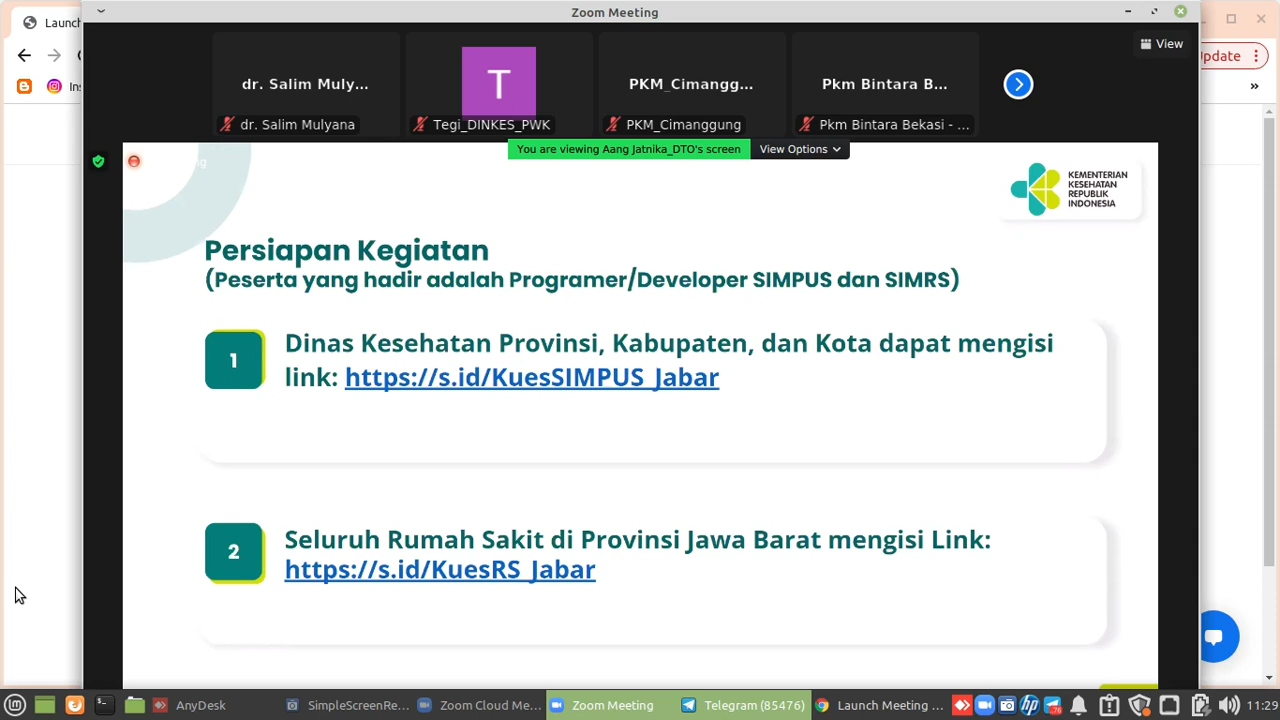 Zoom Meeting
Launch
Update
Ins
»
View
dr. Salim Muly...
T
PKM_Cimangg...
Pkm Bintara B...
dr. Salim Mulyana
Tegi_DINKES_PWK
PKM_Cimanggung
Pkm Bintara Bekasi - ...
You are viewing Aang Jatnika_DTO's screen
View Options
KEMENTERIAN
KESEHATAN
REPUBLIK
INDONESIA
Persiapan Kegiatan
(Peserta yang hadir adalah Programer/Developer SIMPUS dan SIMRS)
1
Dinas Kesehatan Provinsi, Kabupaten, dan Kota dapat mengisi
link: https://s.id/KuesSIMPUS_Jabar
2
Seluruh Rumah Sakit di Provinsi Jawa Barat mengisi Link:
https://s.id/KuesRS_Jabar
AnyDesk
SimpleScreenRe...
Zoom Cloud Me...
Zoom Meeting
Telegram (85476)
Launch Meeting ...
11:29